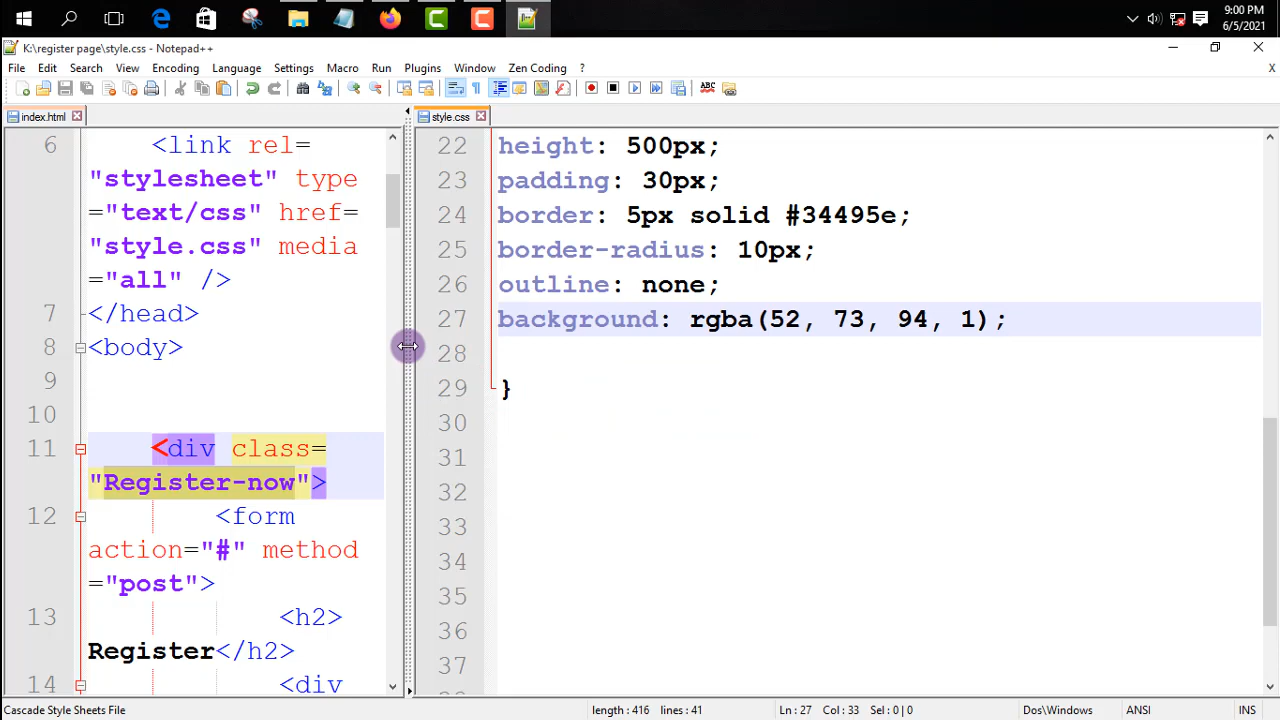 9:00 PM
6/5/2021
K:\register page\style.css - Notepad++
File Edit Search View Encoding Language Settings Macro Run Plugins Window Zen Coding ? X
index.html
6 <link rel=
"stylesheet" type
="text/css" href=
"style.css" media
="all" />
7 </head>
8 <body>
9
10
11 <div class=
"Register-now">
12 <form
action="#" method
="post">
13 <h2>
Register</h2>
14 <div
style.css
22 height: 500px;
23 padding: 30px;
24 border: 5px solid #34495e;
25 border-radius: 10px;
26 outline: none;
27 background: rgba(52, 73, 94, 1);
28
29 }
30
31
32
33
34
35
36
37
Cascade Style Sheets File length : 416 lines : 41 Ln : 27 Col : 33 Sel : 0 | 0 Dos\Windows ANSI INS